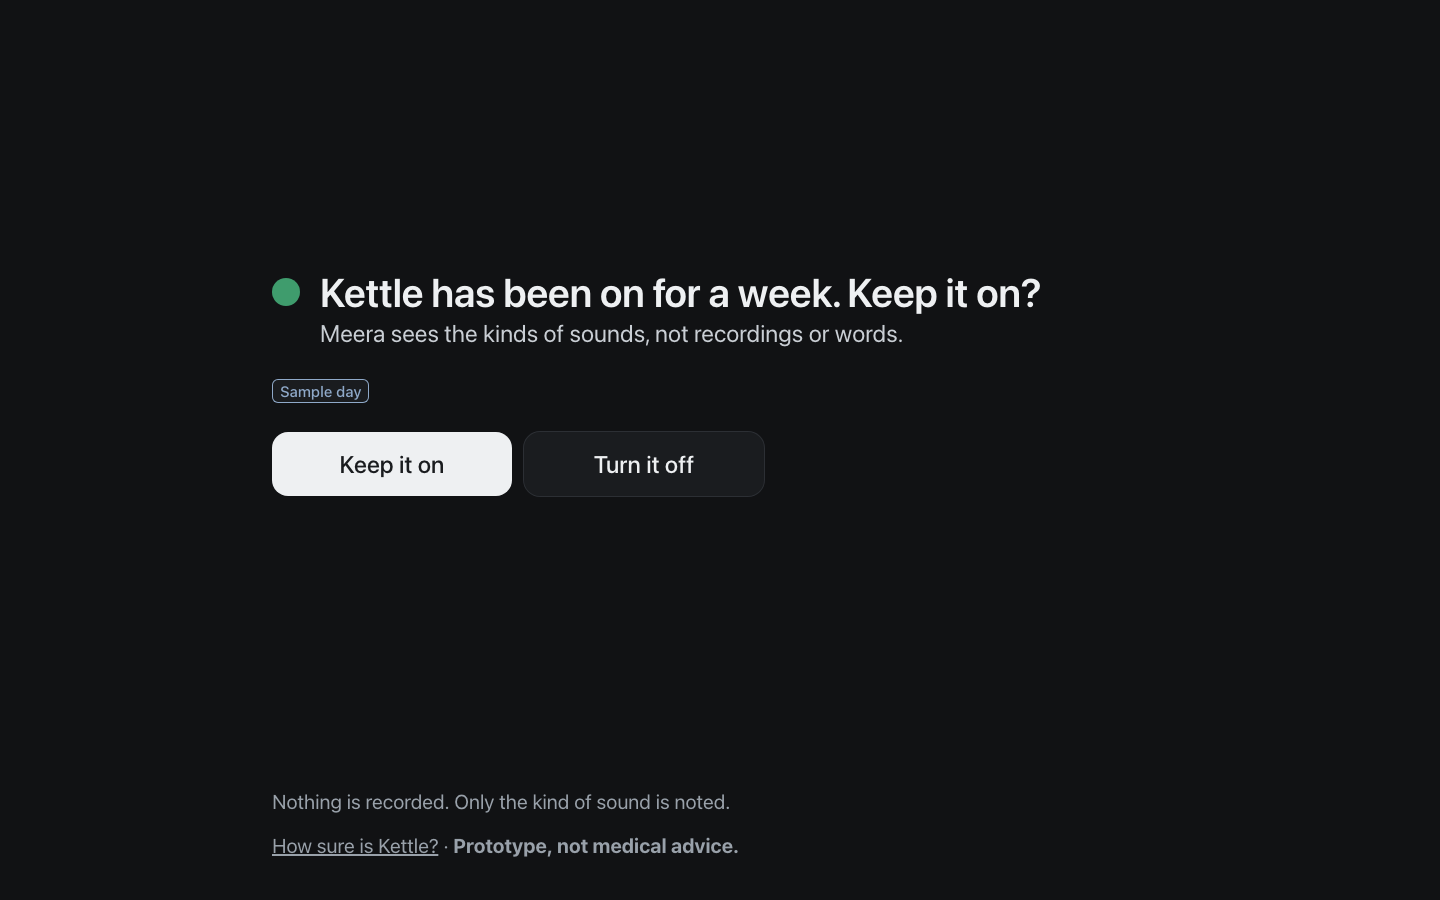 Kettle has been on for a week. Keep it on?
Meera sees the kinds of sounds, not recordings or words.
Sample day
Keep it on
Turn it off
Nothing is recorded. Only the kind of sound is noted.
How sure is Kettle? · Prototype, not medical advice.